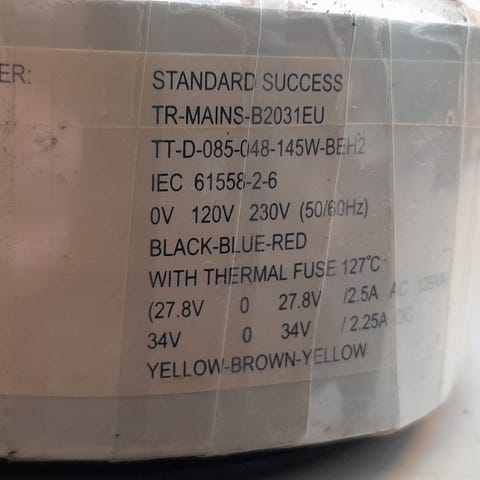 ER:
STANDARD SUCCESS
TR-MAINS-B2031EU
TT-D-085-048-145W-BEH2
IEC 61558-2-6
0V 120V 230V (50/60Hz)
BLACK-BLUE-RED
WITH THERMAL FUSE 127°C
(27.8V 0 27.8V /2.5A AC 139VA
34V 0 34V / 2.25A DC
YELLOW-BROWN-YELLOW